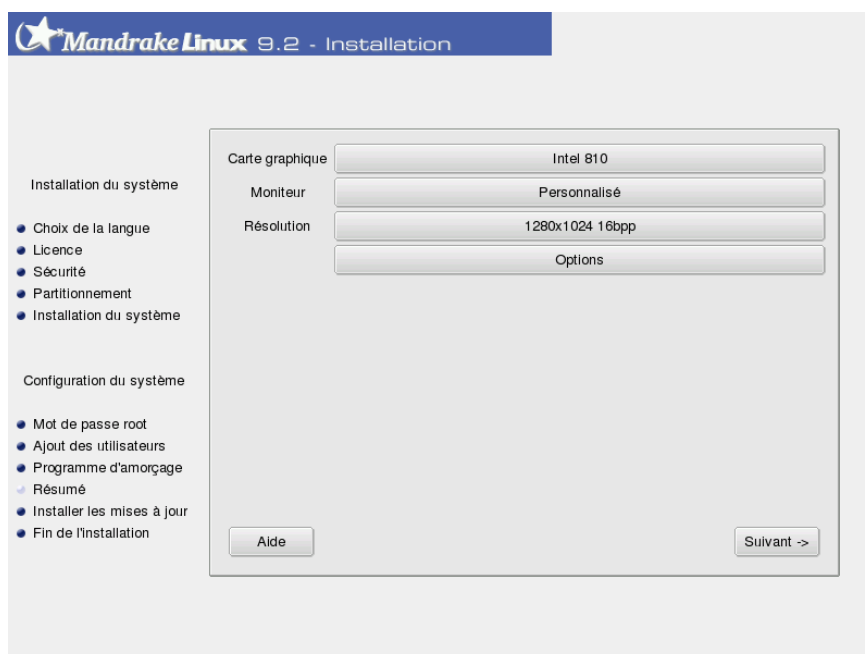 Mandrake Linux 9.2 - Installation
Installation du système
Choix de la langue
Licence
Sécurité
Partitionnement
Installation du système
Configuration du système
Mot de passe root
Ajout des utilisateurs
Programme d'amorçage
Résumé
Installer les mises à jour
Fin de l'installation
Carte graphique Intel 810
Moniteur Personnalisé
Résolution 1280x1024 16bpp
Options
Aide Suivant ->